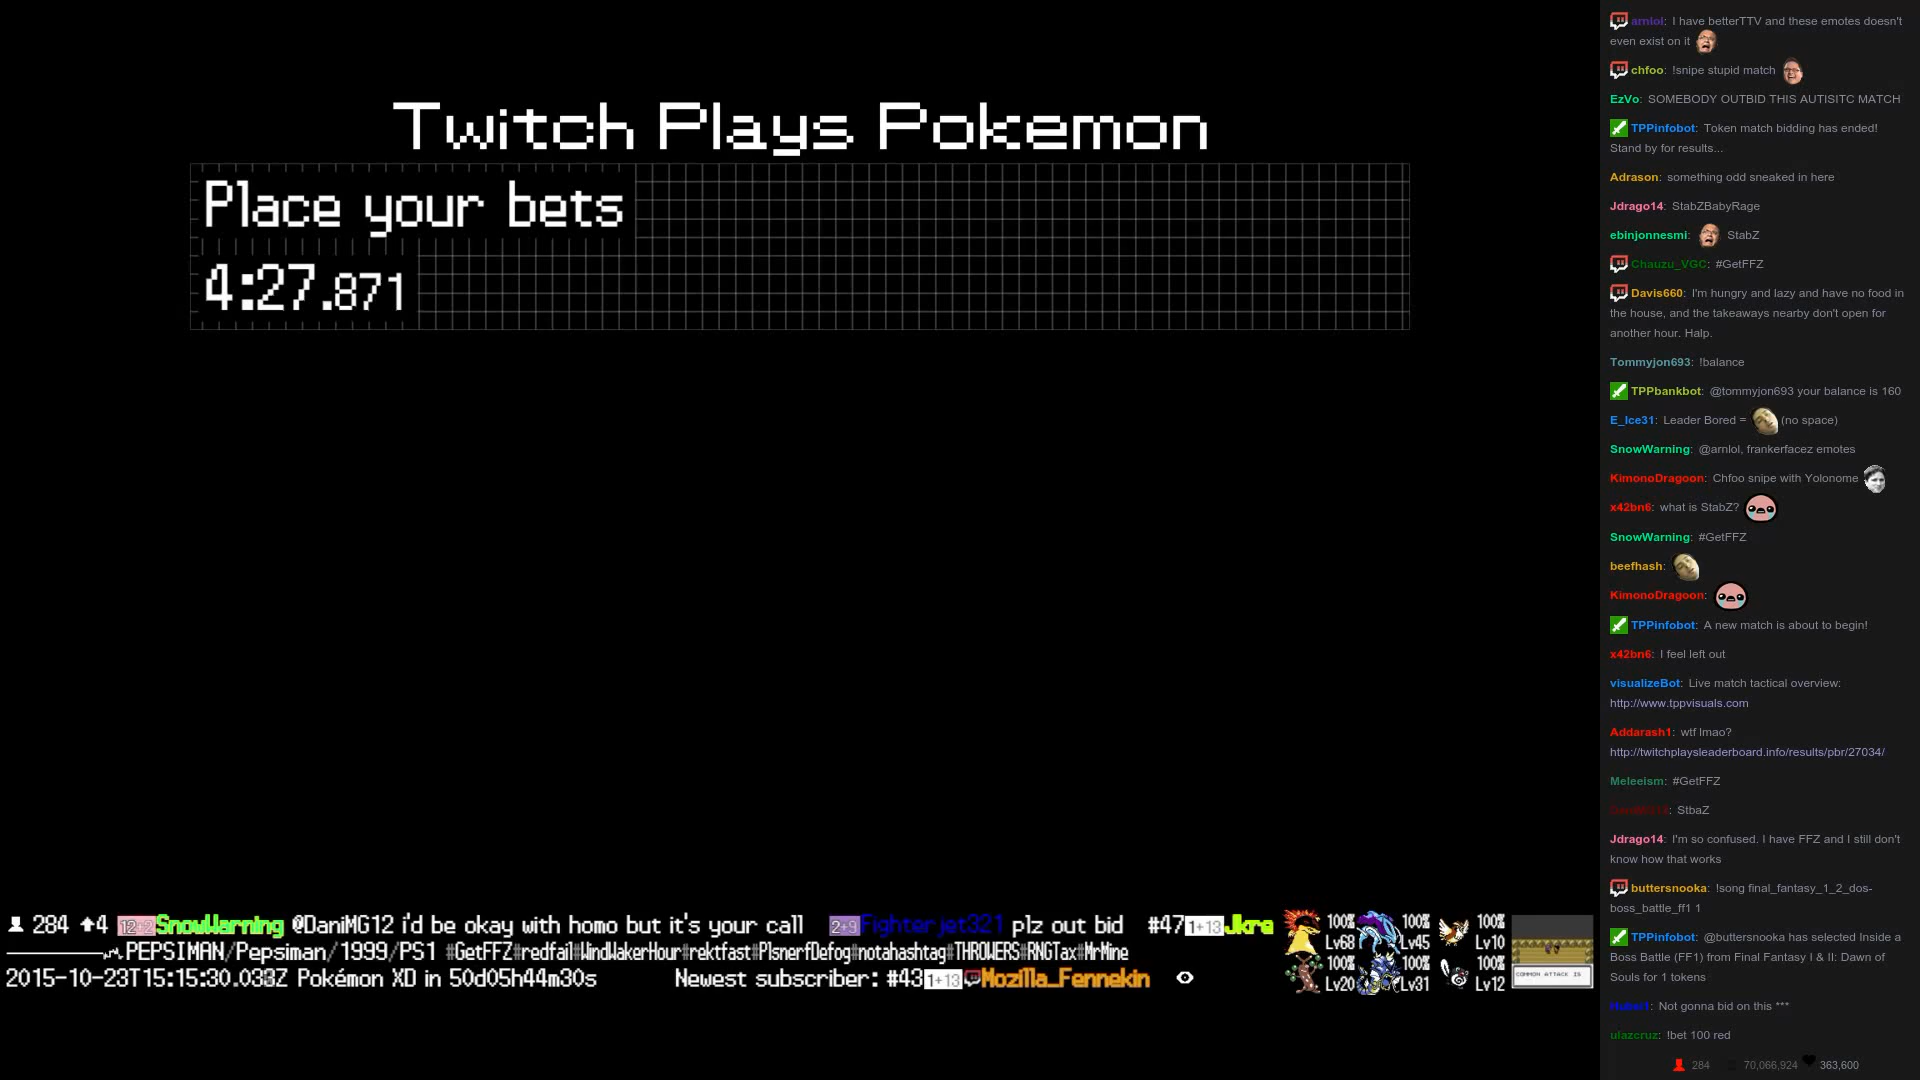 Twitch Plays Pokemon
Place your bets
4:27.871
284 4 12+2 SnowWarning @DaniMG12 i'd be okay with homo but it's your call 2+9 Fighterjet321 plz out bid #47 1+13 Jkre
PEPSIMAN/Pepsiman/1999/PS1 #GetFFZ#redfail#WindWakerHour#rektfast#PlsnerfDefog#notahashtag#THROWERS#RNGTax#MrMine
2015-10-23T15:15:30.03 Z Pokémon XD in 50d05h44m30s Newest subscriber: #43 1+13 Mozilla_Fennekin
100% Lv68 100% Lv45 100% Lv10
100% Lv20 100% Lv31 100% Lv12
COMMON ATTACK IS
arnlol: I have betterTTV and these emotes doesn't
even exist on it
chfoo: !snipe stupid match
EzVo: SOMEBODY OUTBID THIS AUTISITC MATCH
TPPinfobot: Token match bidding has ended!
Stand by for results...
Adrason: something odd sneaked in here
Jdrago14: StabZBabyRage
ebinjonnesmi: StabZ
Chauzu_VGC: #GetFFZ
Davis660: I'm hungry and lazy and have no food in
the house, and the takeaways nearby don't open for
another hour. Halp.
Tommyjon693: !balance
TPPbankbot: @tommyjon693 your balance is 160
E_Ice31: Leader Bored = (no space)
SnowWarning: @arnlol, frankerfacez emotes
KimonoDragoon: Chfoo snipe with Yolonome
x42bn6: what is StabZ?
SnowWarning: #GetFFZ
beefhash:
KimonoDragoon:
TPPinfobot: A new match is about to begin!
x42bn6: I feel left out
visualizeBot: Live match tactical overview:
http://www.tppvisuals.com
Addarash1: wtf lmao?
http://twitchplaysleaderboard.info/results/pbr/27034/
Meleeism: #GetFFZ
: StbaZ
Jdrago14: I'm so confused. I have FFZ and I still don't
know how that works
buttersnooka: !song final_fantasy_1_2_dos-
boss_battle_ff1 1
TPPinfobot: @buttersnooka has selected Inside a
Boss Battle (FF1) from Final Fantasy I & II: Dawn of
Souls for 1 tokens
: Not gonna bid on this ***
ulazcruz: !bet 100 red
284 70,066,924 363,600